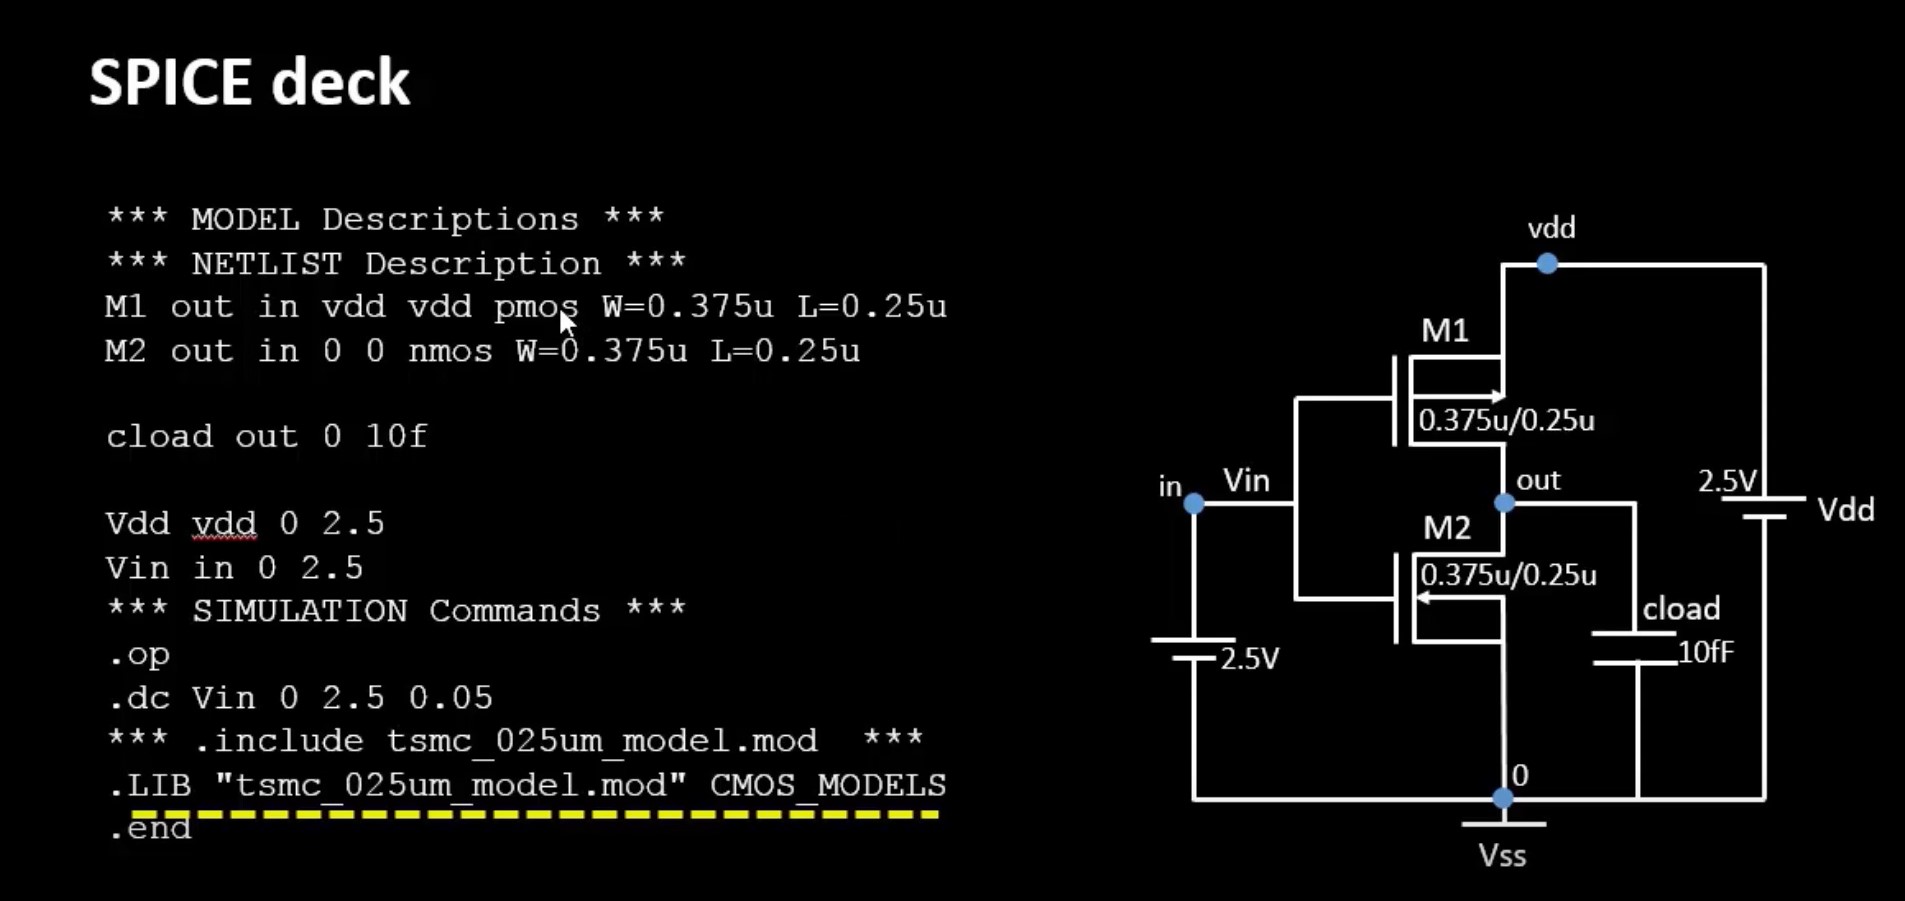 SPICE deck
*** MODEL Descriptions ***
*** NETLIST Description ***
M1 out in vdd vdd pmos W=0.375u L=0.25u
M2 out in 0 0 nmos W=0.375u L=0.25u
cload out 0 10f
Vdd vdd 0 2.5
Vin in 0 2.5
*** SIMULATION Commands ***
.op
.dc Vin 0 2.5 0.05
*** .include tsmc_025um_model.mod ***
.LIB "tsmc_025um_model.mod" CMOS_MODELS
.end
vdd
M1
0.375u/0.25u
in
Vin
out
2.5V
Vdd
M2
0.375u/0.25u
cload
10fF
2.5V
0
Vss